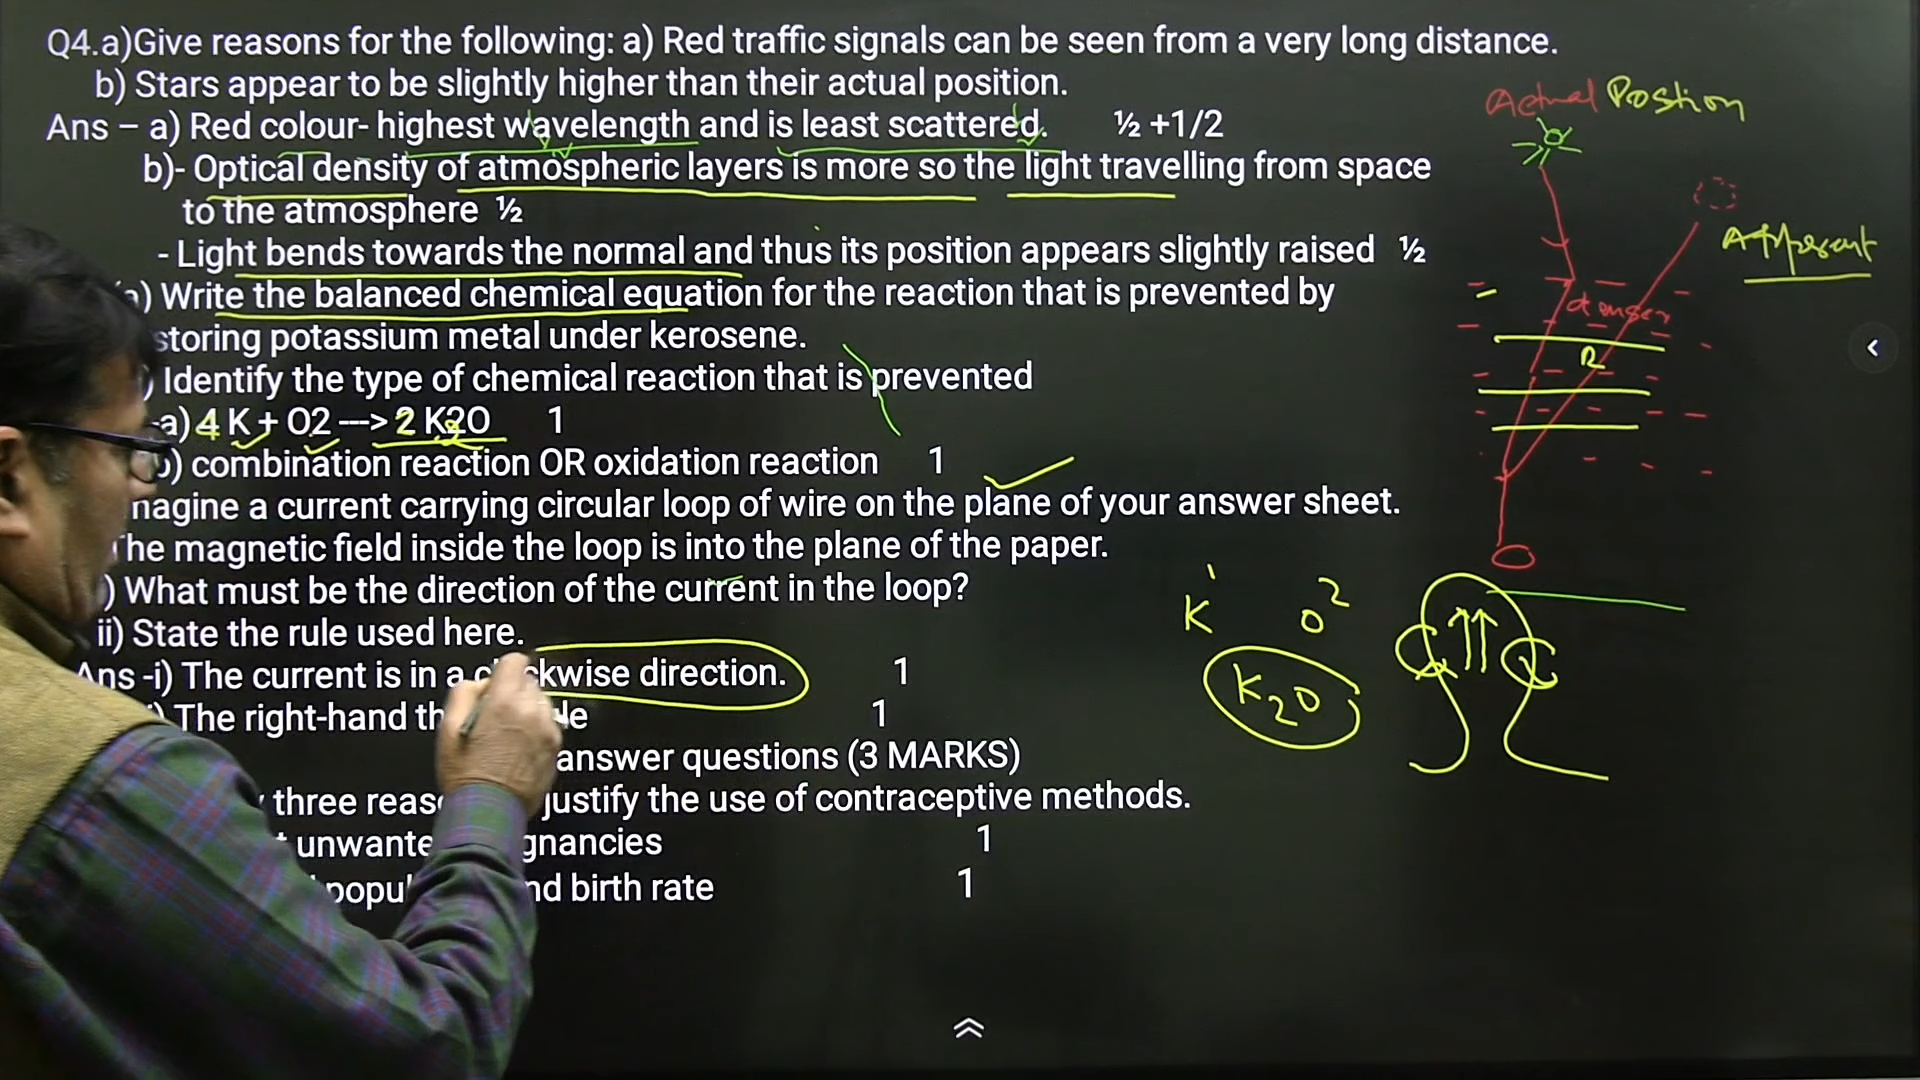 Q4.a)Give reasons for the following: a) Red traffic signals can be seen from a very long distance.
b) Stars appear to be slightly higher than their actual position.
Ans – a) Red colour- highest wavelength and is least scattered. ½ +1/2
b)- Optical density of atmospheric layers is more so the light travelling from space
to the atmosphere ½
- Light bends towards the normal and thus its position appears slightly raised ½
) Write the balanced chemical equation for the reaction that is prevented by
storing potassium metal under kerosene.
) Identify the type of chemical reaction that is prevented
a) 4 K + O2 ---> 2 K2O 1
) combination reaction OR oxidation reaction 1
magine a current carrying circular loop of wire on the plane of your answer sheet.
The magnetic field inside the loop is into the plane of the paper.
) What must be the direction of the current in the loop?
ii) State the rule used here.
Ans -i) The current is in a clockwise direction. 1
) The right-hand 1
answer questions (3 MARKS)
three justify the use of contraceptive methods.
1
nd birth rate 1
Actual Position
Apparent
denser
R
K 1 O 2
K2O